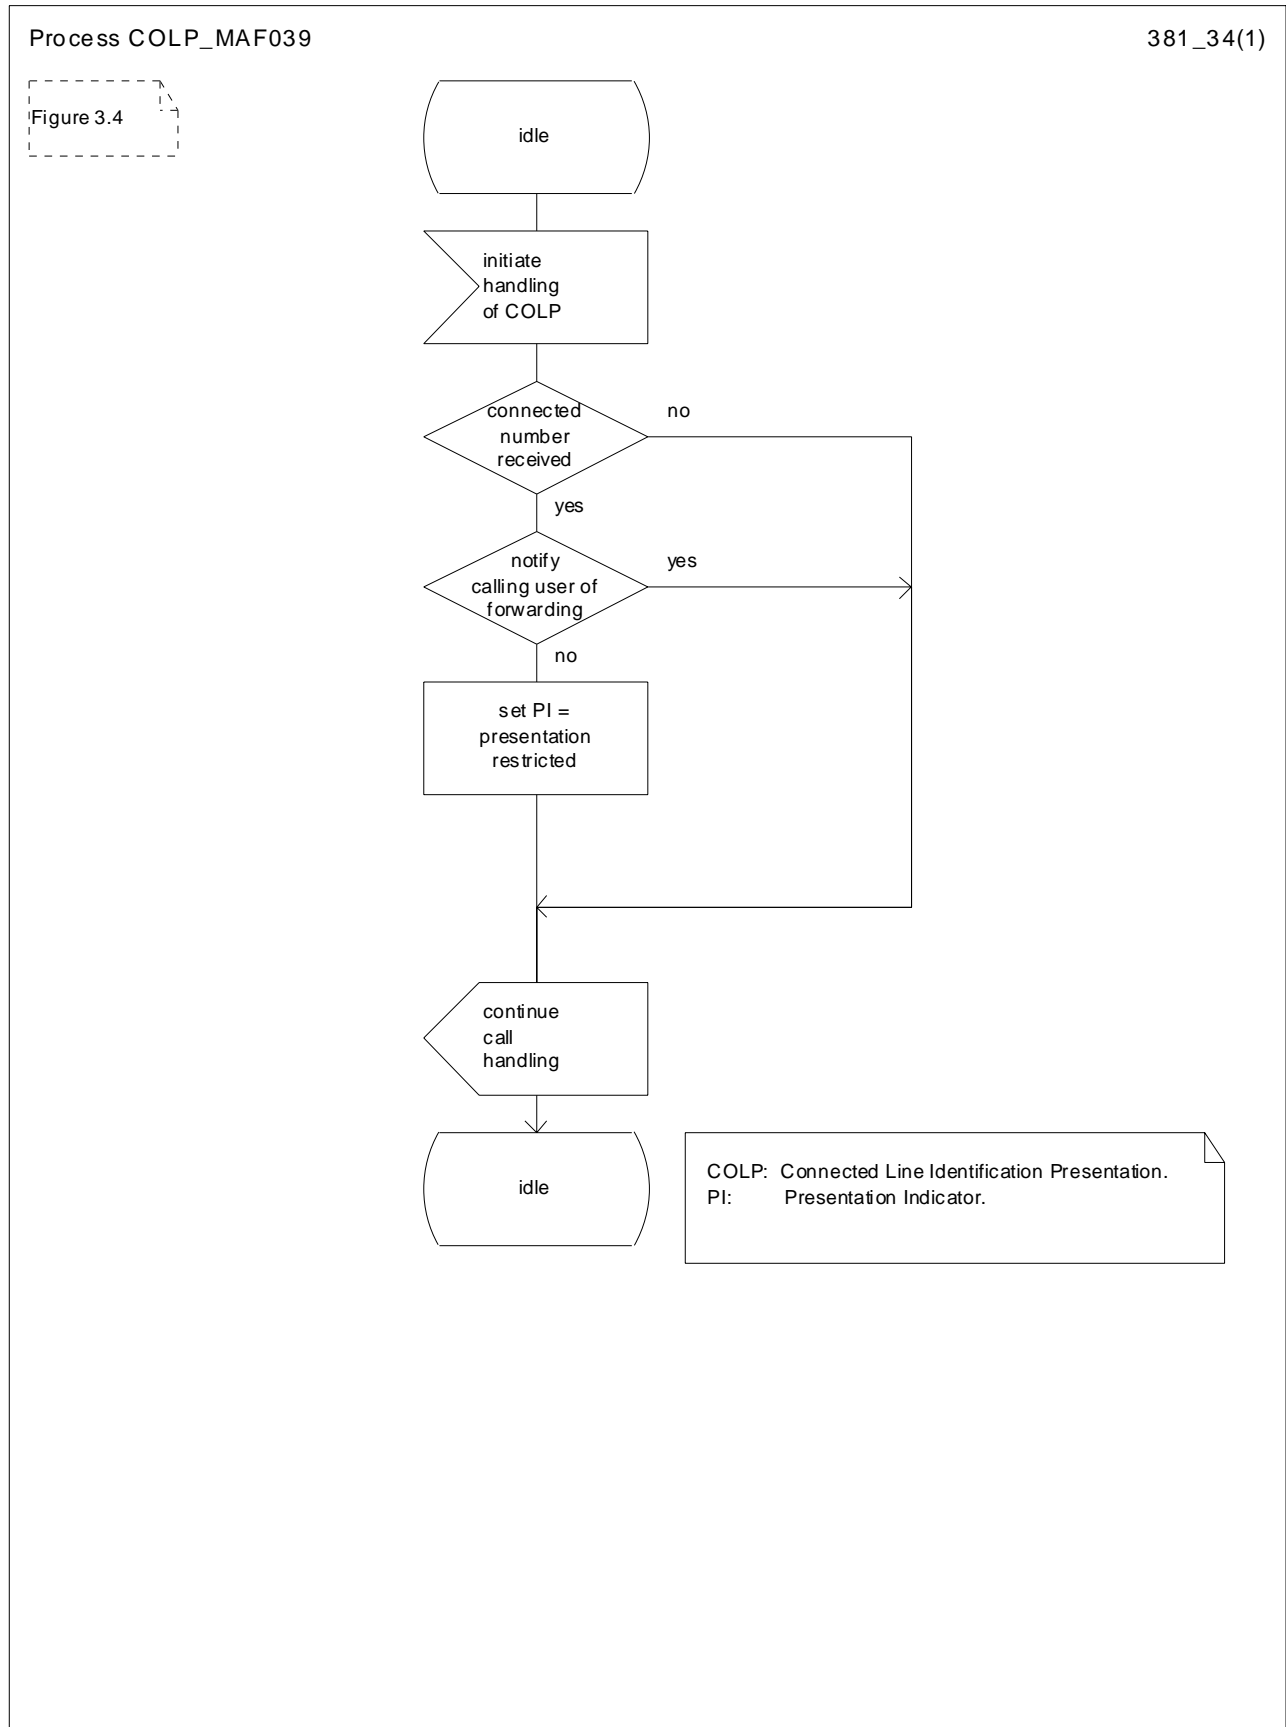 Process COLP_MAF039
381_34(1)
Figure 3.4
idle
initiate
handling
of COLP
connected
number
received
no
yes
notify
calling user of
forwarding
yes
no
set PI =
presentation
restricted
continue
call
handling
idle
COLP: Connected Line Identification Presentation.
PI: Presentation Indicator.